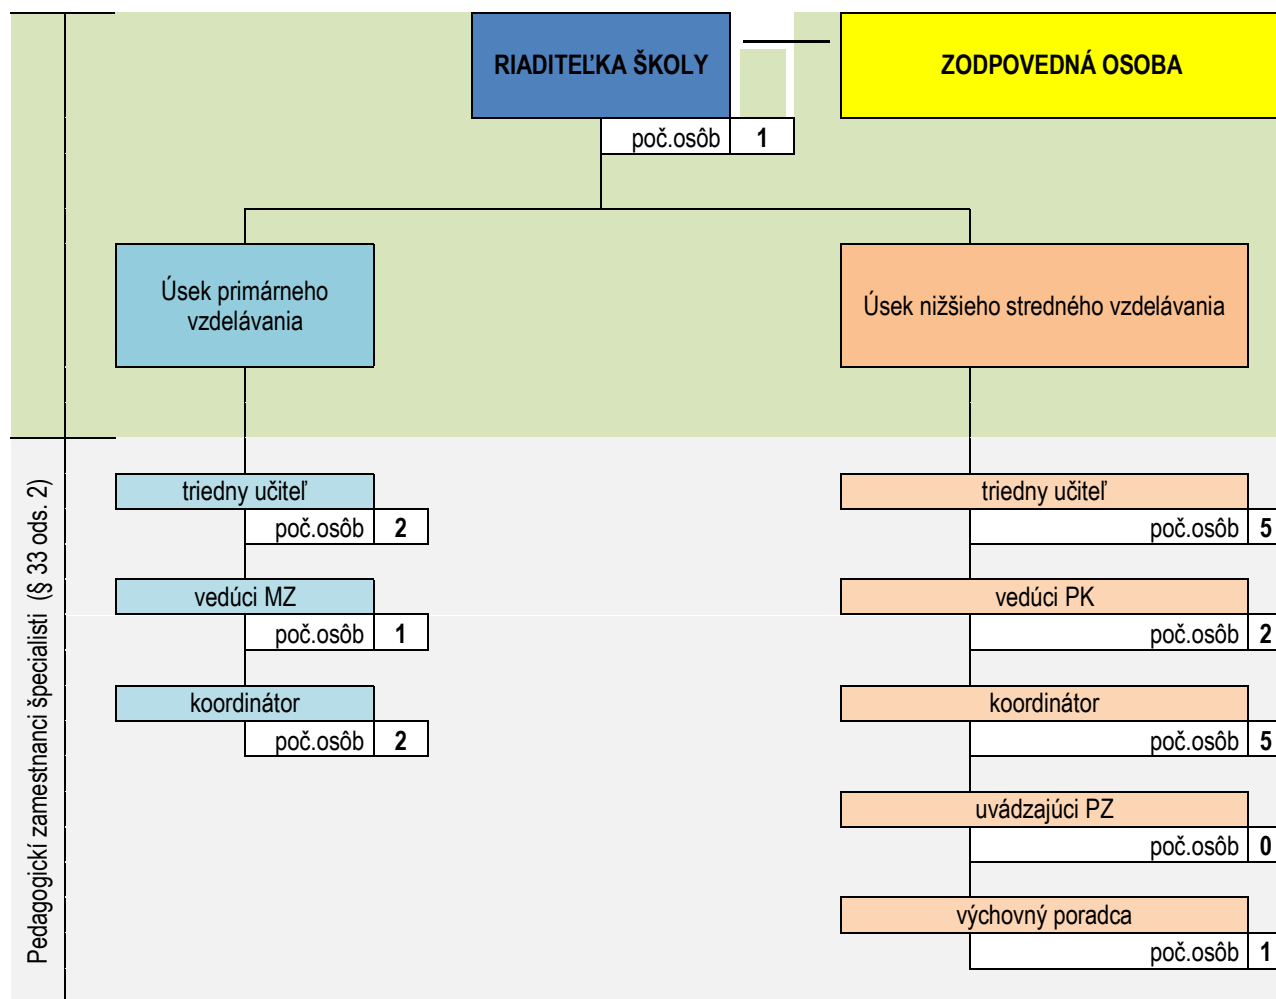 RIADITEĽKA ŠKOLY
ZODPOVEDNÁ OSOBA
poč.osôb 1
Úsek primárneho
vzdelávania
Úsek nižšieho stredného vzdelávania
Pedagogickí zamestnanci špecialisti (§ 33 ods. 2)
triedny učiteľ
poč.osôb 2
vedúci MZ
poč.osôb 1
koordinátor
poč.osôb 2
triedny učiteľ
poč.osôb 5
vedúci PK
poč.osôb 2
koordinátor
poč.osôb 5
uvádzajúci PZ
poč.osôb 0
výchovný poradca
poč.osôb 1